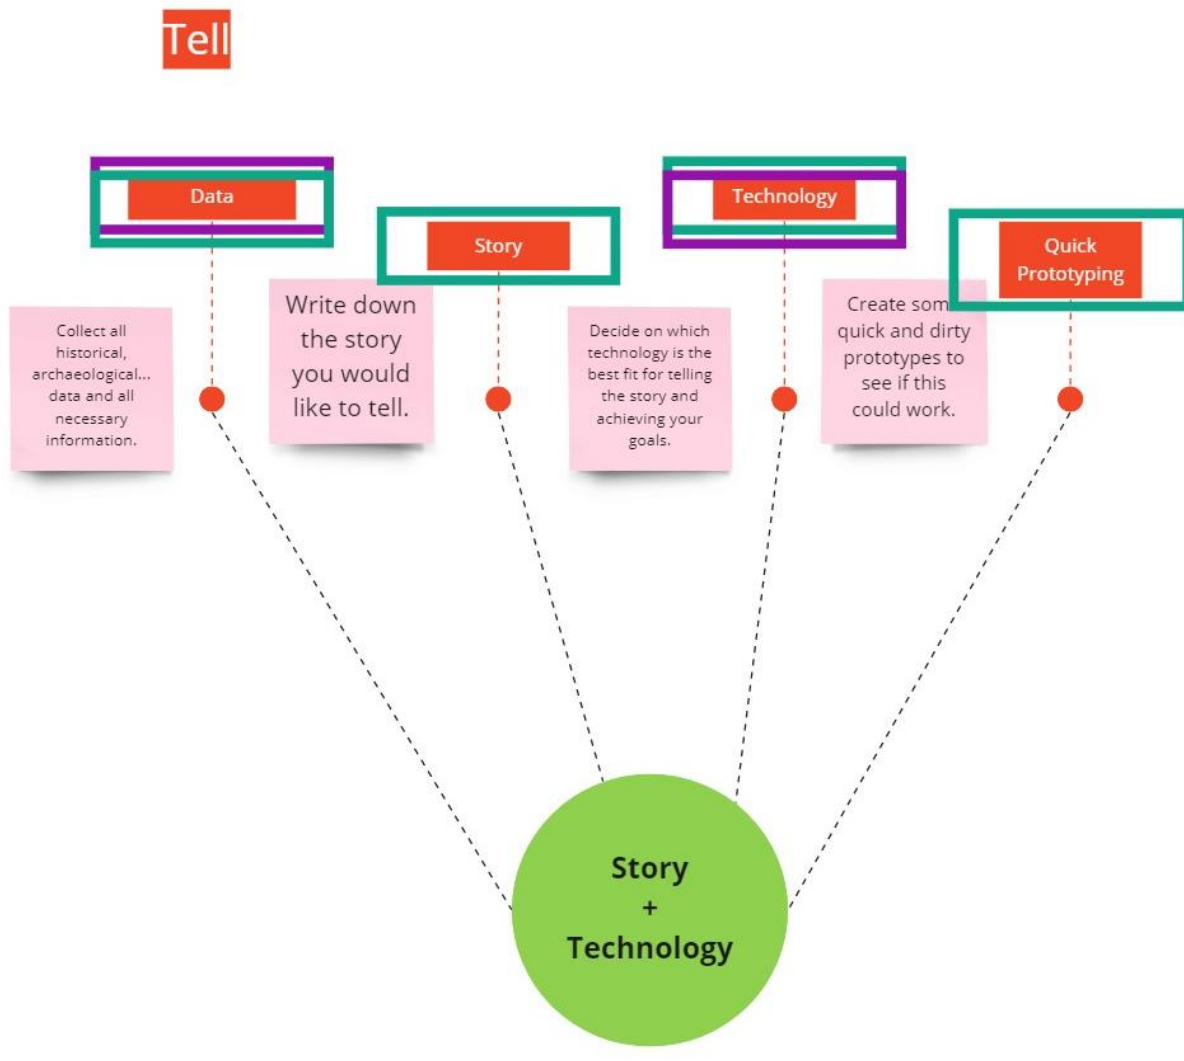 Tell
Data
Story
Technology
Quick
Prototyping
Collect all
historical,
archaeological...
data and all
necessary
information.
Write down
the story
you would
like to tell.
Decide on which
technology is the
best fit for telling
the story and
achieving your
goals.
Create som
quick and dirty
prototypes to
see if this
could work.
Story
+
Technology